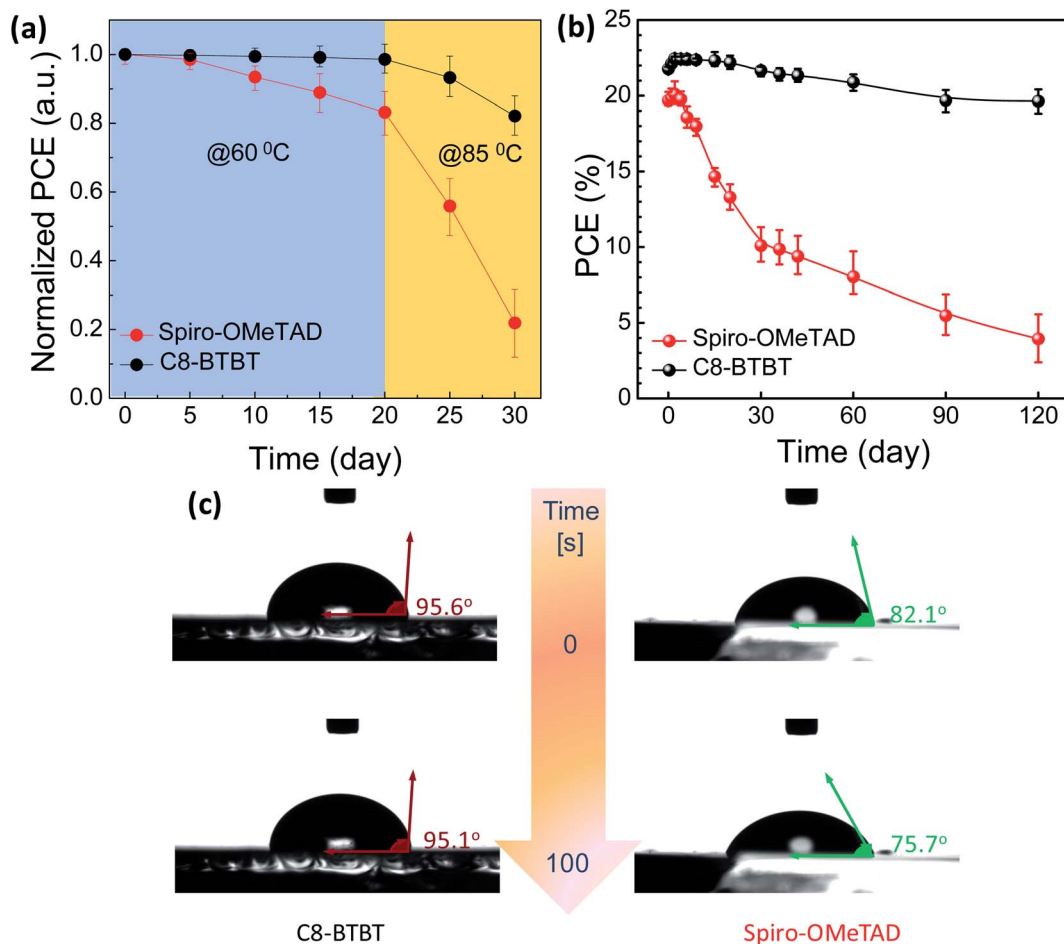 (a)
Normalized PCE (a.u.)
1.0
0.8
0.6
0.4
0.2
0.0
@60 ⁰C
@85 ⁰C
Spiro-OMeTAD
C8-BTBT
0 5 10 15 20 25 30
Time (day)
(b)
PCE (%)
25
20
15
10
5
0
Spiro-OMeTAD
C8-BTBT
0 30 60 90 120
Time (day)
(c)
Time
[s]
95.6°
0
82.1°
95.1°
100
75.7°
C8-BTBT
Spiro-OMeTAD